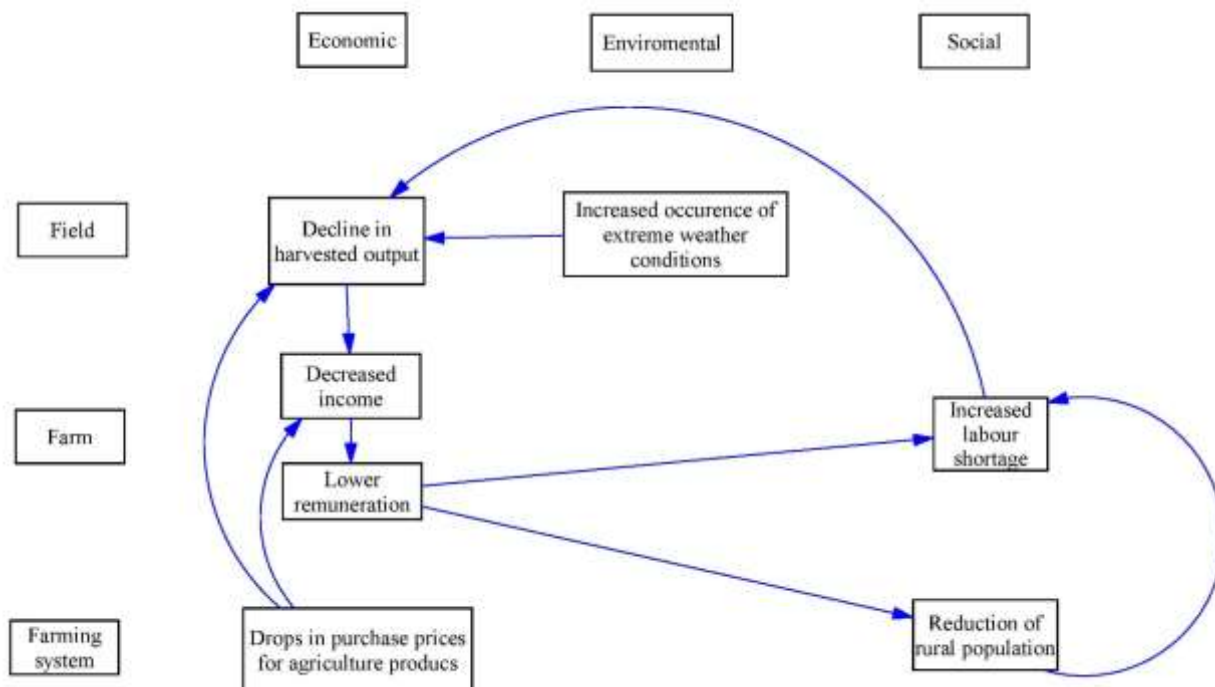 Economic
Enviromental
Social
Field
Decline in
harvested output
Increased occurence of
extreme weather
conditions
Farm
Decreased
income
Lower
remuneration
Increased
labour
shortage
Farming
system
Drops in purchase prices
for agriculture producs
Reduction of
rural population